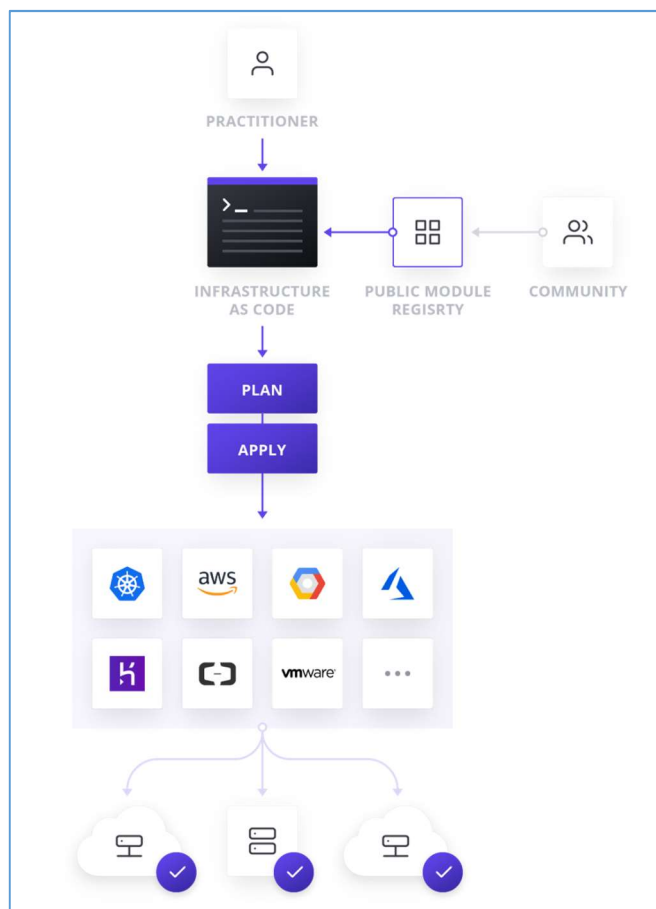 PRACTITIONER
INFRASTRUCTURE
AS CODE
PUBLIC MODULE
REGISRTY
COMMUNITY
PLAN
APPLY
aws
vmware